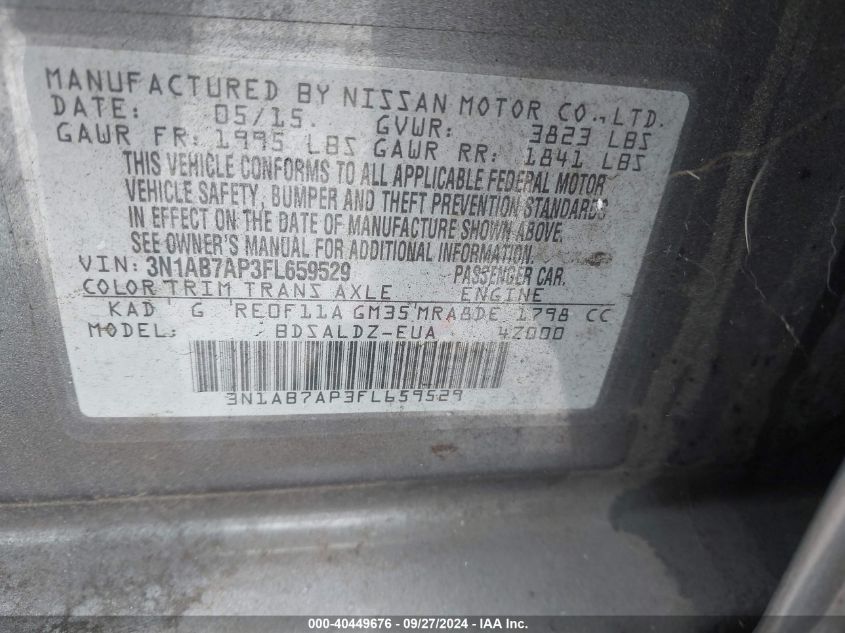 MANUFACTURED BY NISSAN MOTOR CO., LTD.
DATE: 05/15. GVWR: 3823 LBS
GAWR FR: 1995 LBS GAWR RR: 1841 LBS
THIS VEHICLE CONFORMS TO ALL APPLICABLE FEDERAL MOTOR
VEHICLE SAFETY, BUMPER AND THEFT PREVENTION STANDARDS
IN EFFECT ON THE DATE OF MANUFACTURE SHOWN ABOVE.
SEE OWNER'S MANUAL FOR ADDITIONAL INFORMATION.
VIN: 3N1AB7AP3FL659529 PASSENGER CAR.
COLOR TRIM TRANS AXLE ENGINE
KAD G RE0F11A GM35 MRA8DE 1798 CC
MODEL: BDSALDZ-EUA 4Z000
3N1AB7AP3FL659529
000-40449676 - 09/27/2024 - IAA Inc.